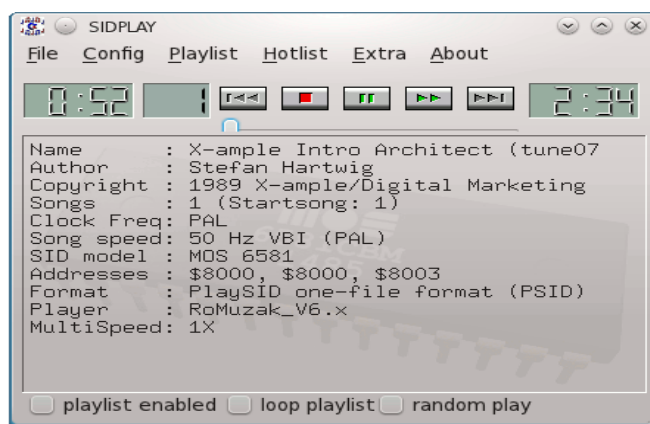 SIDPLAY
File Config Playlist Hotlist Extra About
0:52 1 2:34
Name : X-ample Intro Architect (tune07
Author : Stefan Hartwig
Copyright : 1989 X-ample/Digital Marketing
Songs : 1 (Startsong: 1)
Clock Freq: PAL
Song speed: 50 Hz VBI (PAL)
SID model : MOS 6581
Addresses : $8000, $8000, $8003
Format : PlaySID one-file format (PSID)
Player : RoMuzak_V6.x
MultiSpeed: 1X
playlist enabled loop playlist random play